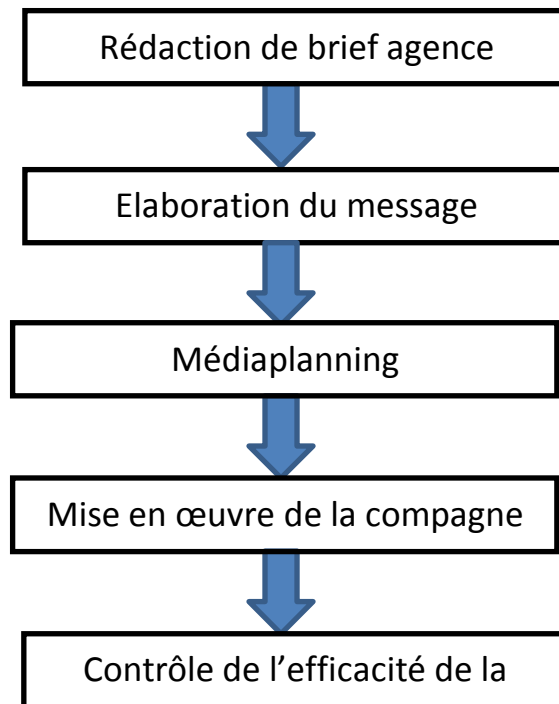 Rédaction de brief agence
Elaboration du message
Médiaplanning
Mise en œuvre de la compagne
Contrôle de l’efficacité de la